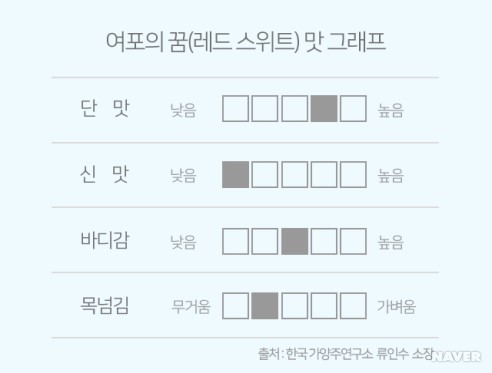 여포의 꿈(레드 스위트) 맛 그래프
단 맛 낮음 높음
신 맛 낮음 높음
바디감 낮음 높음
목넘김 무거움 가벼움
출처 : 한국가양주연구소 류인수 소장
NAVER